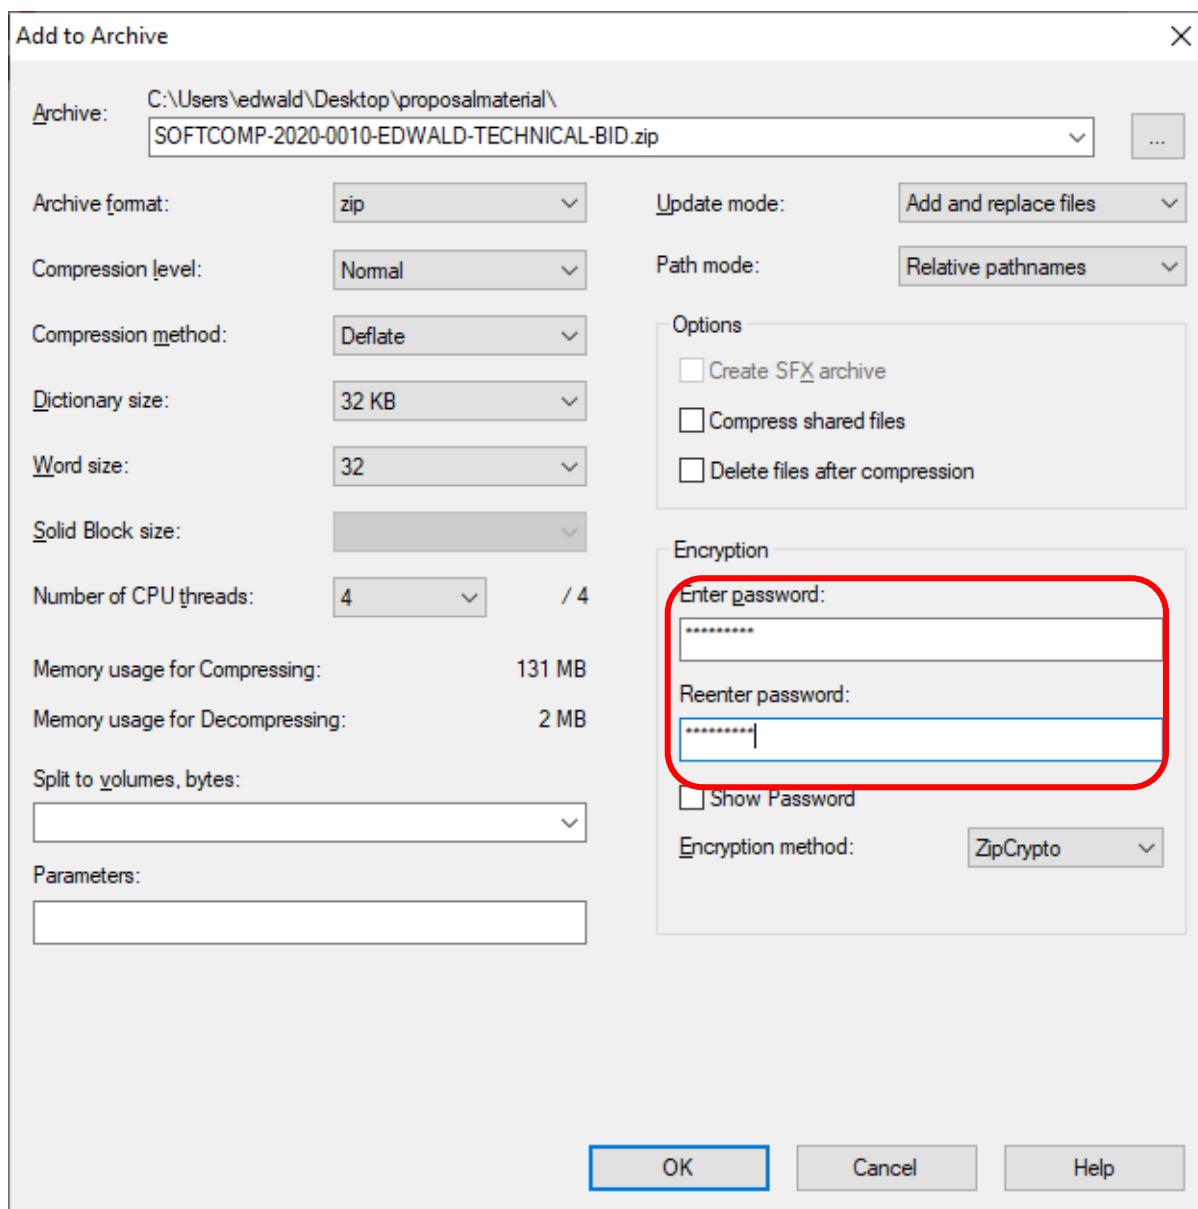 Add to Archive
Archive:
C:\Users\edwald\Desktop\proposalmaterial\
SOFTCOMP-2020-0010-EDWALD-TECHNICAL-BID.zip
...
Archive format:
zip
Compression level:
Normal
Compression method:
Deflate
Dictionary size:
32 KB
Word size:
32
Solid Block size:
Number of CPU threads:
4
/ 4
Memory usage for Compressing:
131 MB
Memory usage for Decompressing:
2 MB
Split to volumes, bytes:
Parameters:
Update mode:
Add and replace files
Path mode:
Relative pathnames
Options
Create SFX archive
Compress shared files
Delete files after compression
Encryption
Enter password:
*********
Reenter password:
*********
Show Password
Encryption method:
ZipCrypto
OK
Cancel
Help